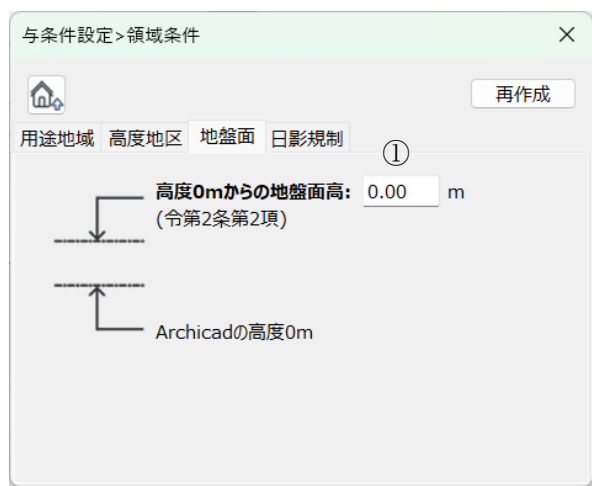 与条件設定>領域条件
再作成
用途地域 高度地区 地盤面 日影規制
①
高度0mからの地盤面高: 0.00 m
(令第2条第2項)
Archicadの高度0m